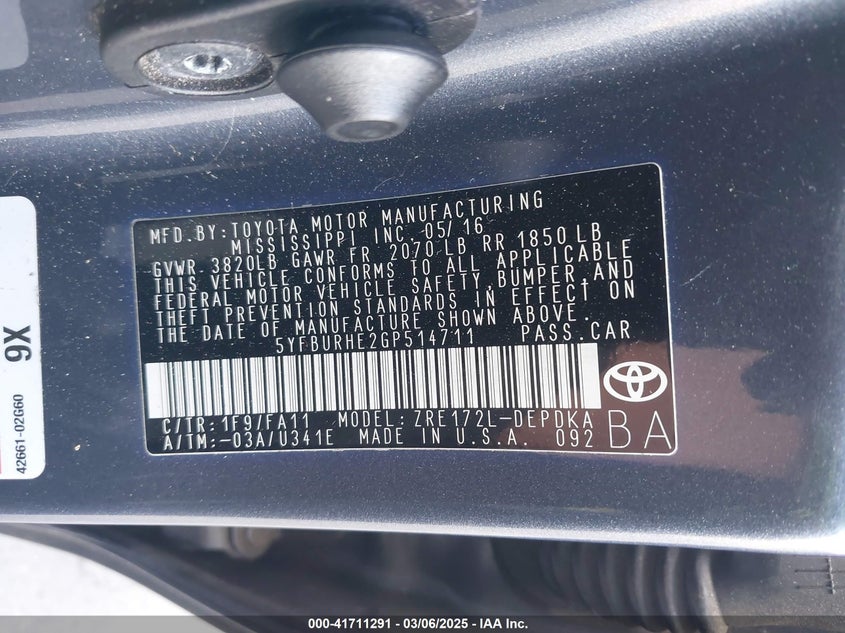 MFD.BY:TOYOTA MOTOR MANUFACTURING
MISSISSIPPI INC 05/16
GVWR 3820LB GAWR FR 2070LB RR 1850LB
THIS VEHICLE CONFORMS TO ALL APPLICABLE
FEDERAL MOTOR VEHICLE SAFETY,BUMPER,AND
THEFT PREVENTION STANDARDS IN EFFECT ON
THE DATE OF MANUFACTURE SHOWN ABOVE.
5YFBURHE2GP514711 PASS.CAR
C/TR:1F9/FA11 MODEL:ZRE172L-DEPDKA
A/TM:-03A/U341E MADE IN U.S.A. 092
BA
9X
42661-02G60
000-41711291 - 03/06/2025 - IAA Inc.